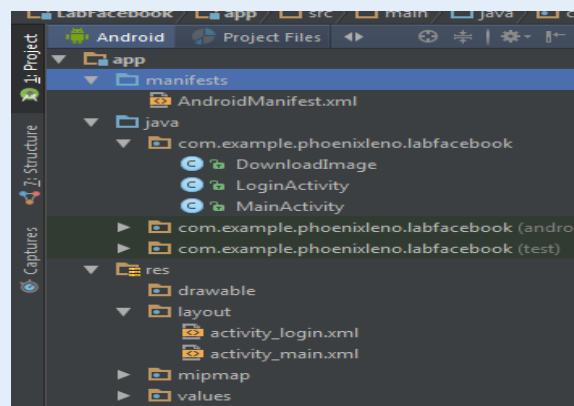 LabFacebook app src main java
Android Project Files
1: Project
app
manifests
AndroidManifest.xml
java
com.example.phoenixleno.labfacebook
DownloadImage
LoginActivity
MainActivity
com.example.phoenixleno.labfacebook (andro
com.example.phoenixleno.labfacebook (test)
res
drawable
layout
activity_login.xml
activity_main.xml
mipmap
values
7: Structure
Captures